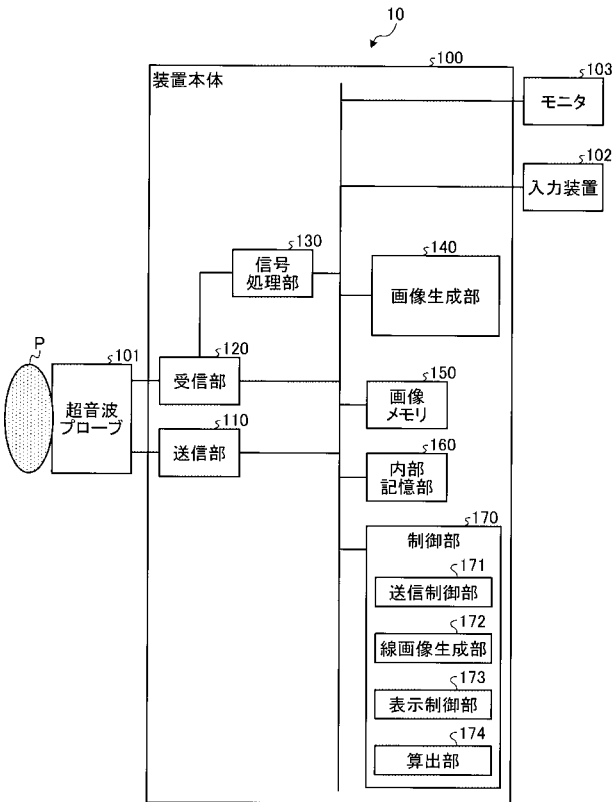 10
100
装置本体
103
モニタ
102
入力装置
130
信号
処理部
140
画像生成部
P
101
超音波
プローブ
120
受信部
150
画像
メモリ
110
送信部
160
内部
記憶部
170
制御部
171
送信制御部
172
線画像生成部
173
表示制御部
174
算出部